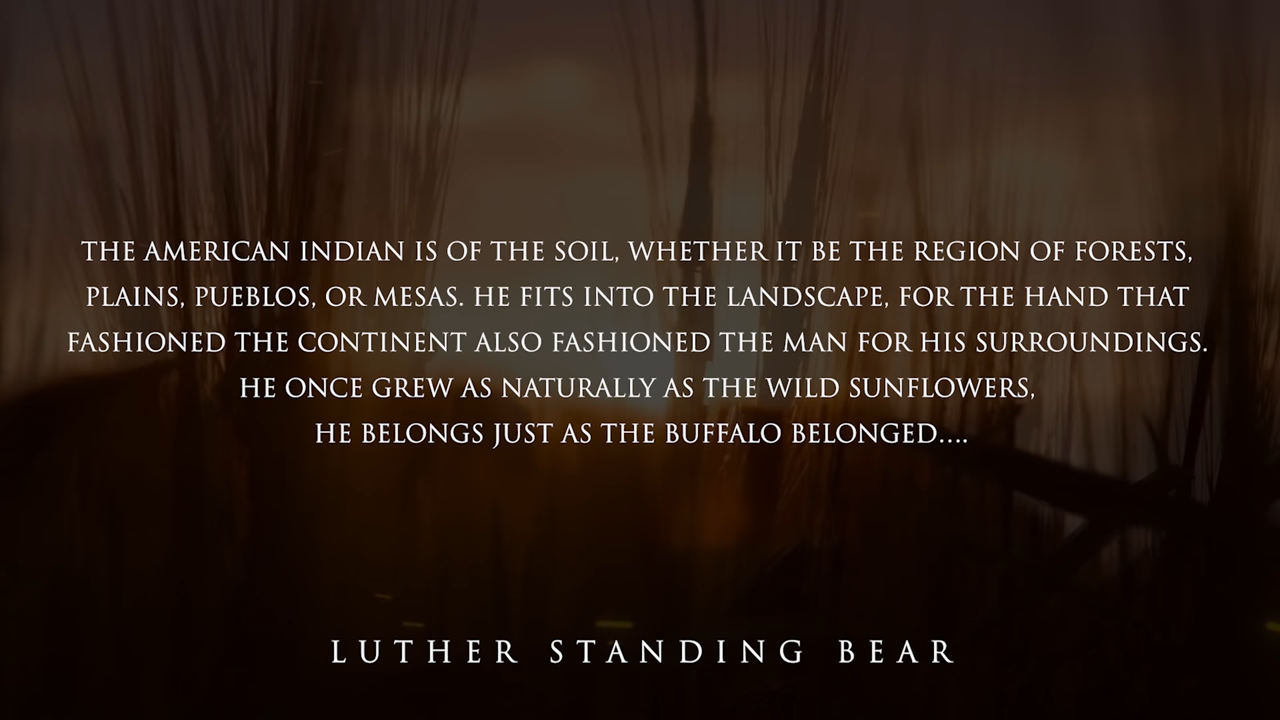 THE AMERICAN INDIAN IS OF THE SOIL, WHETHER IT BE THE REGION OF FORESTS,
PLAINS, PUEBLOS, OR MESAS. HE FITS INTO THE LANDSCAPE, FOR THE HAND THAT
FASHIONED THE CONTINENT ALSO FASHIONED THE MAN FOR HIS SURROUNDINGS.
HE ONCE GREW AS NATURALLY AS THE WILD SUNFLOWERS,
HE BELONGS JUST AS THE BUFFALO BELONGED....
LUTHER STANDING BEAR